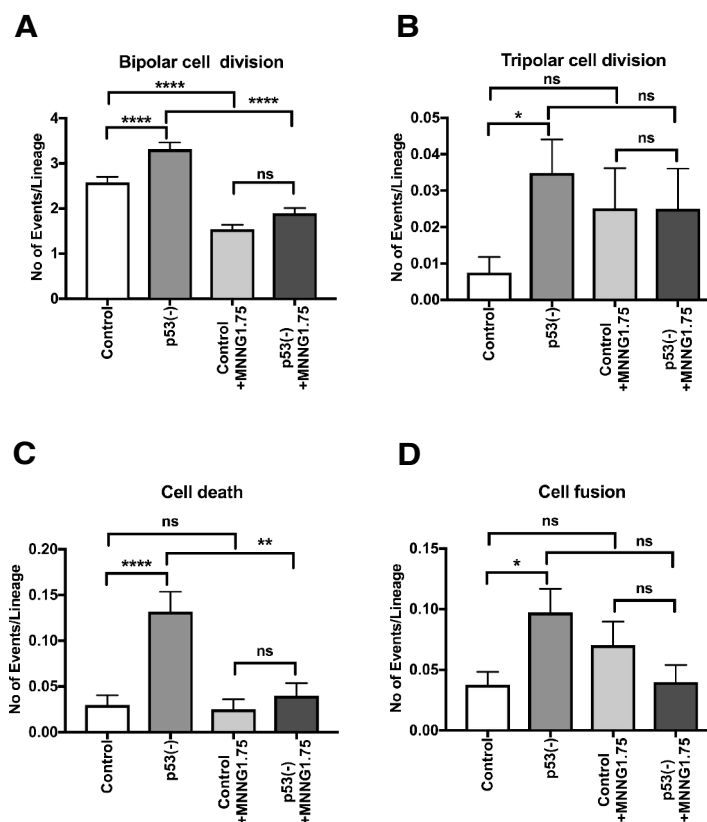 A
Bipolar cell division
****
****
****
ns
No of Events/Lineage
4
3
2
1
0
Control
p53(-)
Control
+MNNG1.75
p53(-)
+MNNG1.75
B
Tripolar cell division
ns
ns
*
ns
No of Events/Lineage
0.05
0.04
0.03
0.02
0.01
0.00
Control
p53(-)
Control
+MNNG1.75
p53(-)
+MNNG1.75
C
Cell death
ns
**
****
ns
No of Events/Lineage
0.20
0.15
0.10
0.05
0.00
Control
p53(-)
Control
+MNNG1.75
p53(-)
+MNNG1.75
D
Cell fusion
ns
ns
*
ns
No of Events/Lineage
0.15
0.10
0.05
0.00
Control
p53(-)
Control
+MNNG1.75
p53(-)
+MNNG1.75